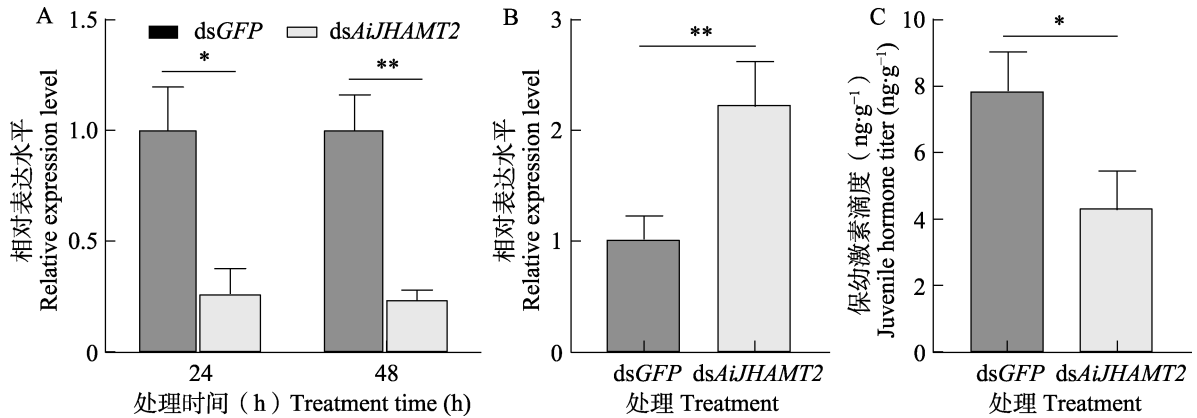 A
1.5
1.0
0.5
0
相对表达水平
Relative expression level
dsGFP
dsAiJHAMT2
*
**
24
48
处理时间（h）Treatment time (h)
B
3
2
1
0
相对表达水平
Relative expression level
**
dsGFP
dsAiJHAMT2
处理 Treatment
C
10
8
6
4
2
0
保幼激素滴度（ng·g⁻¹）
Juvenile hormone titer (ng·g⁻¹)
*
dsGFP
dsAiJHAMT2
处理 Treatment